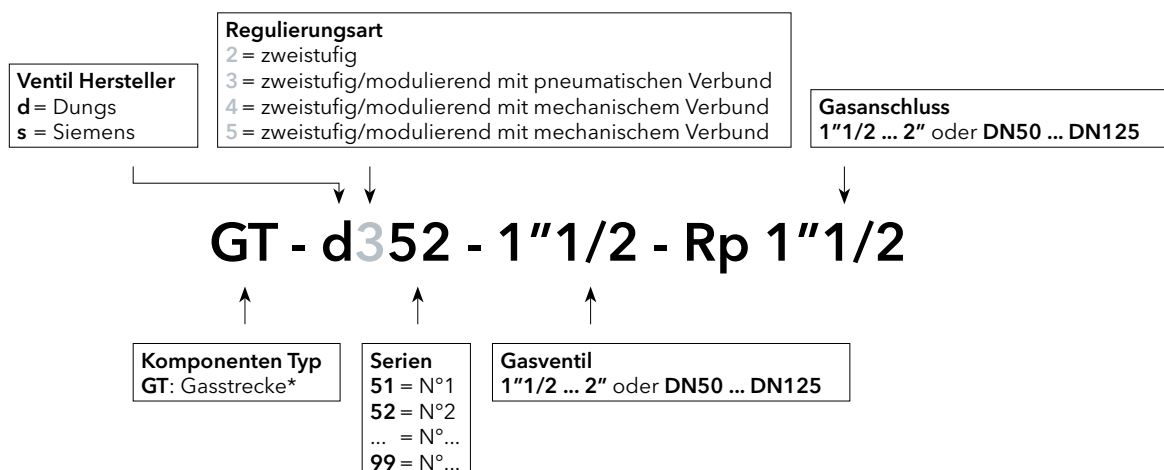 Regulierungsart
2 = zweistufig
3 = zweistufig/modulierend mit pneumatischen Verbund
4 = zweistufig/modulierend mit mechanischem Verbund
5 = zweistufig/modulierend mit mechanischem Verbund
Ventil Hersteller
d = Dungs
s = Siemens
Gasanschluss
1"1/2 ... 2" oder DN50 ... DN125
GT - d352 - 1"1/2 - Rp 1"1/2
Komponenten Typ
GT: Gasstrecke*
Serien
51 = N°1
52 = N°2
... = N°...
99 = N°...
Gasventil
1"1/2 ... 2" oder DN50 ... DN125